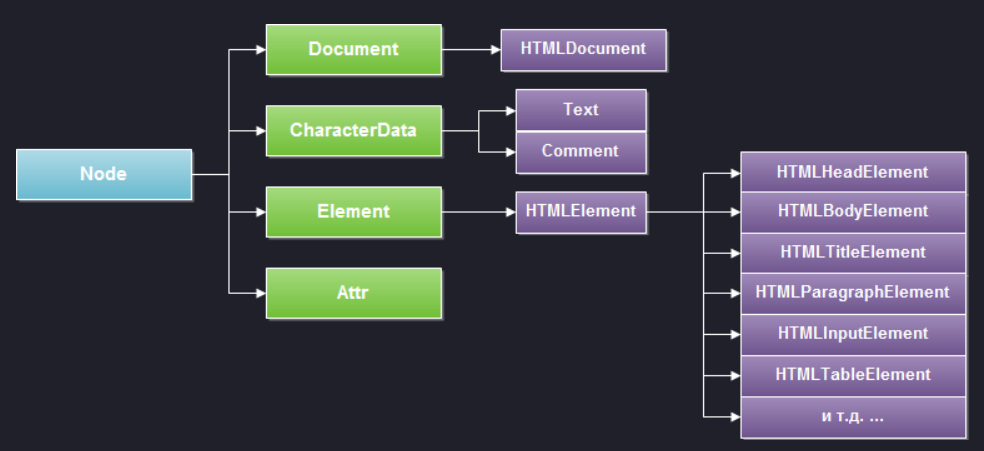 Node
Document
HTMLDocument
CharacterData
Text
Comment
Element
HTMLElement
Attr
HTMLHeadElement
HTMLBodyElement
HTMLTitleElement
HTMLParagraphElement
HTMLInputElement
HTMLTableElement
и т.д. ...